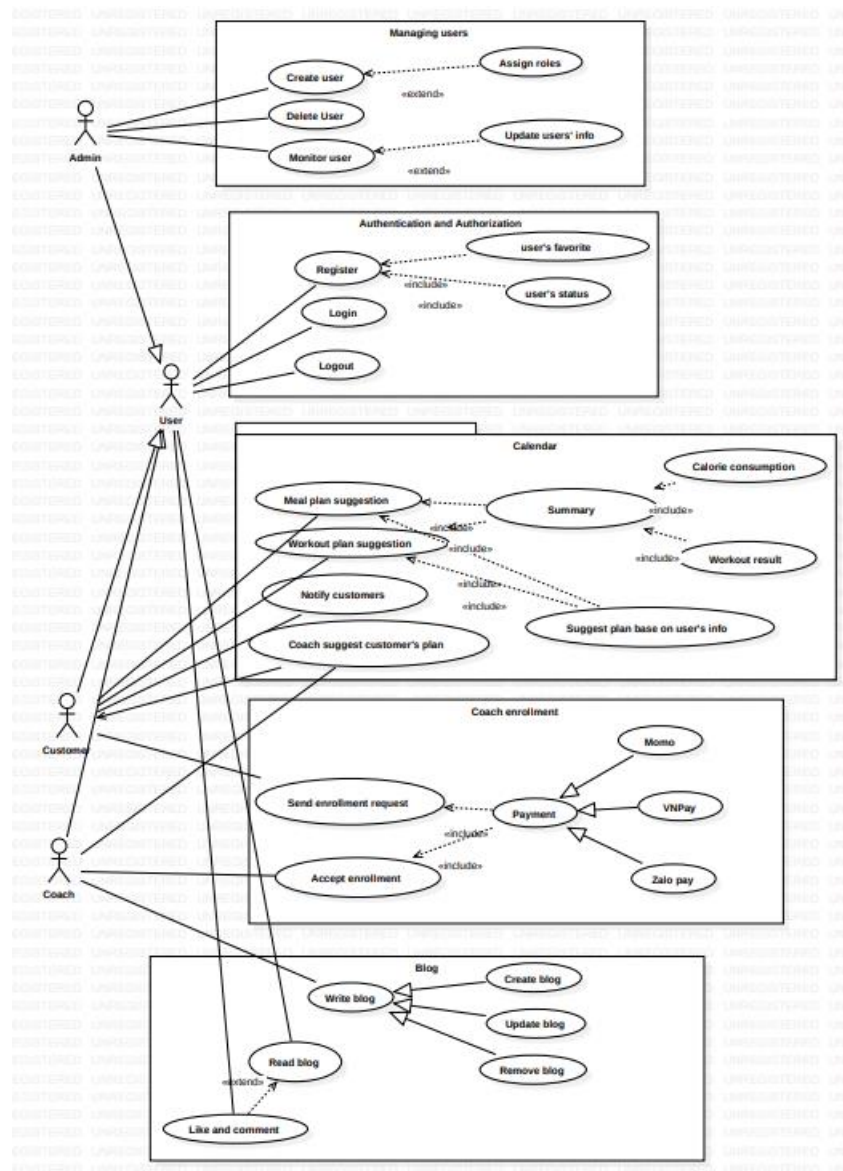 Managing users
Create user
Assign roles
«extend»
Delete User
Admin
Monitor user
Update users' info
«extend»
Authentication and Authorization
Register
user's favorite
«include»
user's status
«include»
Login
Logout
User
Calendar
Calorie consumption
Meal plan suggestion
Summary
«include»
«include»
Workout plan suggestion
«include»
«include»
Workout result
«include»
Notify customers
«include»
Suggest plan base on user's info
Coach suggest customer's plan
Customer
Coach enrollment
Momo
Send enrollment request
Payment
VNPay
«include»
«include»
Accept enrollment
Zalo pay
Coach
Blog
Write blog
Create blog
Update blog
Read blog
Remove blog
«extend»
Like and comment
UNREGISTERED